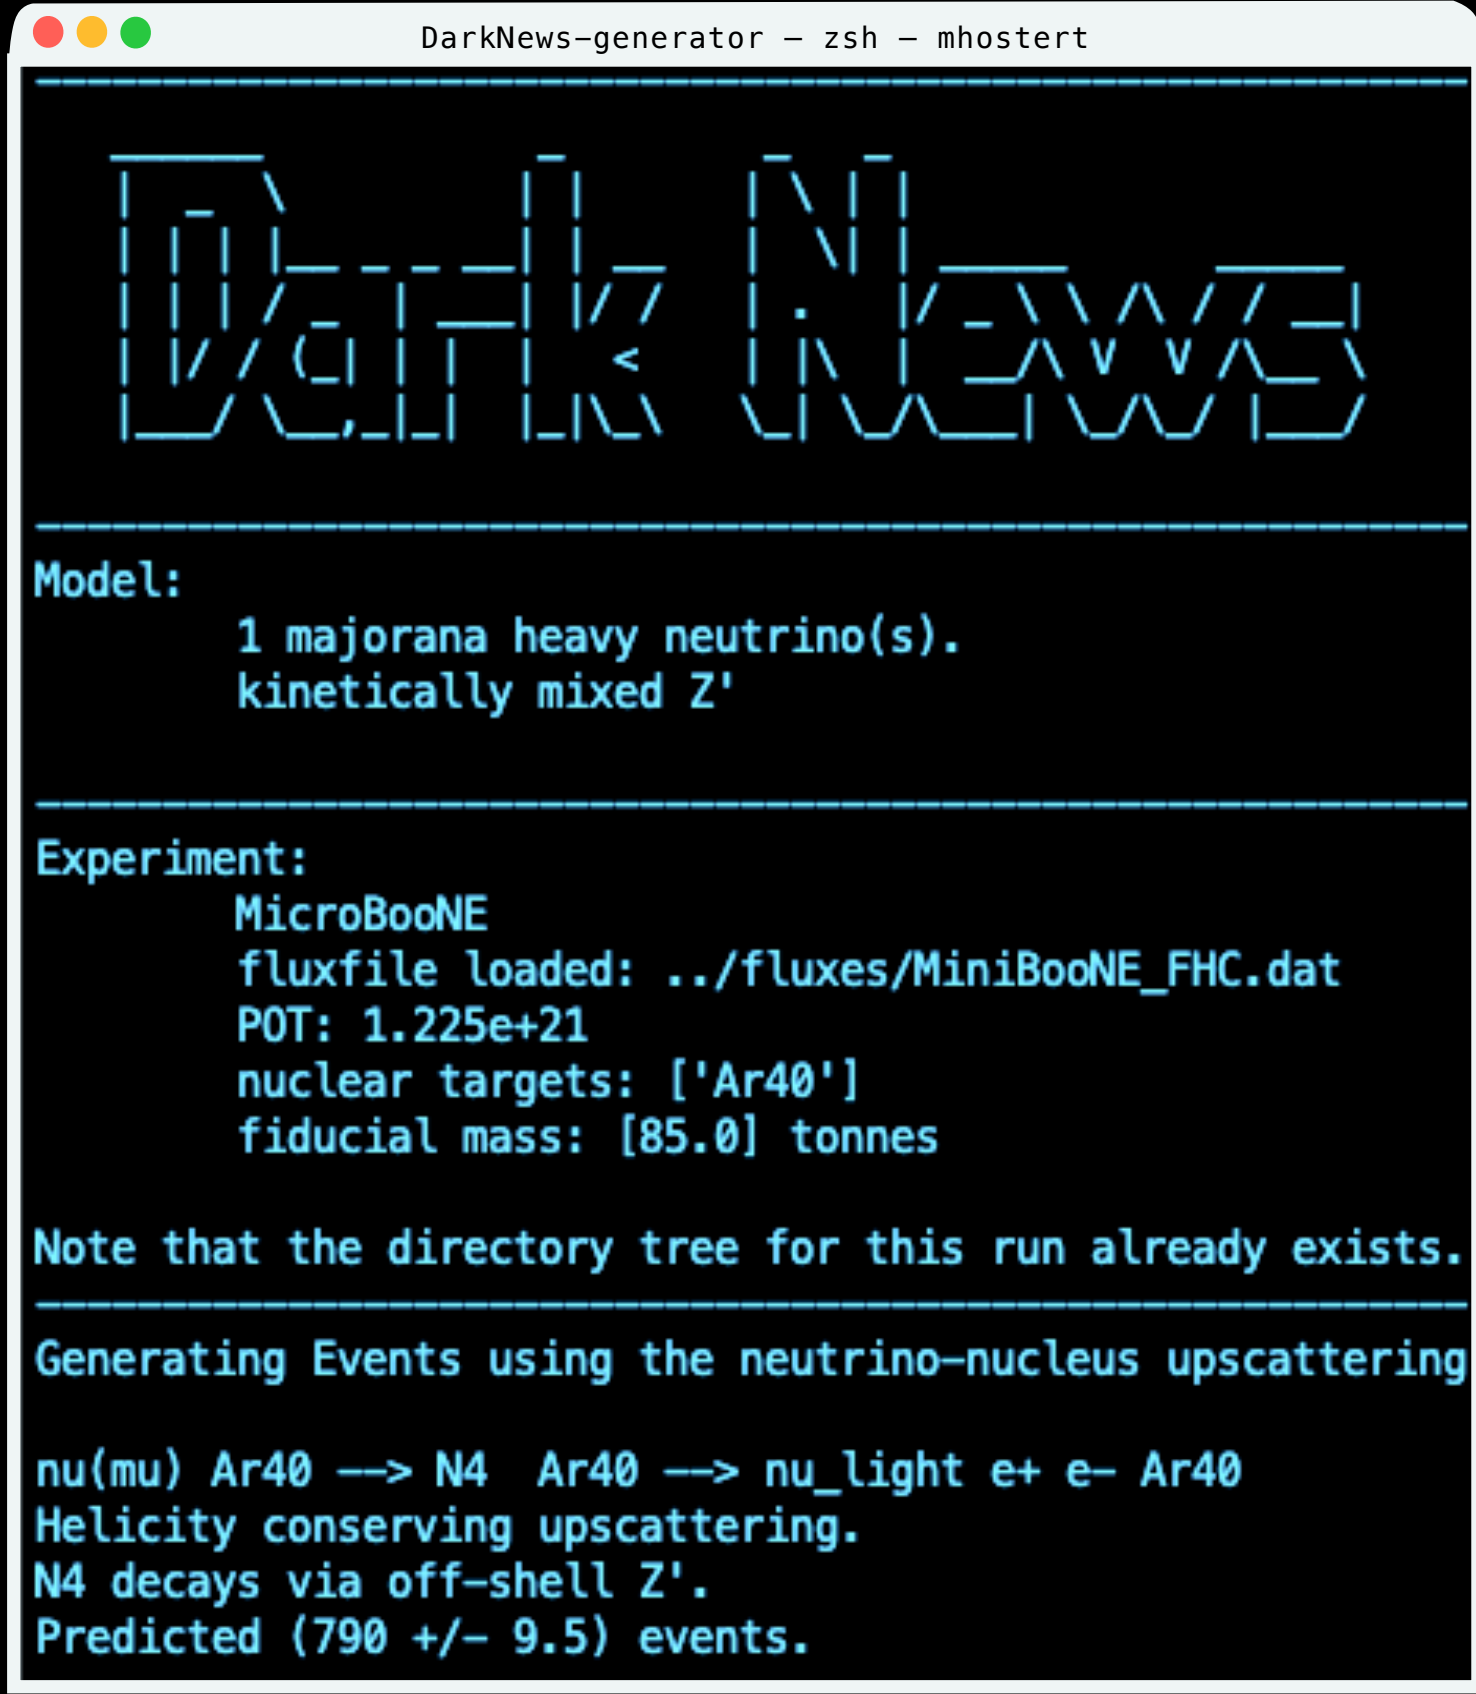 DarkNews-generator — zsh — mhostert
Dark News
Model:
1 majorana heavy neutrino(s).
kinetically mixed Z'
Experiment:
MicroBooNE
fluxfile loaded: ../fluxes/MiniBooNE_FHC.dat
POT: 1.225e+21
nuclear targets: ['Ar40']
fiducial mass: [85.0] tonnes
Note that the directory tree for this run already exists.
Generating Events using the neutrino-nucleus upscattering
nu(mu) Ar40 --> N4  Ar40 --> nu_light e+ e- Ar40
Helicity conserving upscattering.
N4 decays via off-shell Z'.
Predicted (790 +/- 9.5) events.